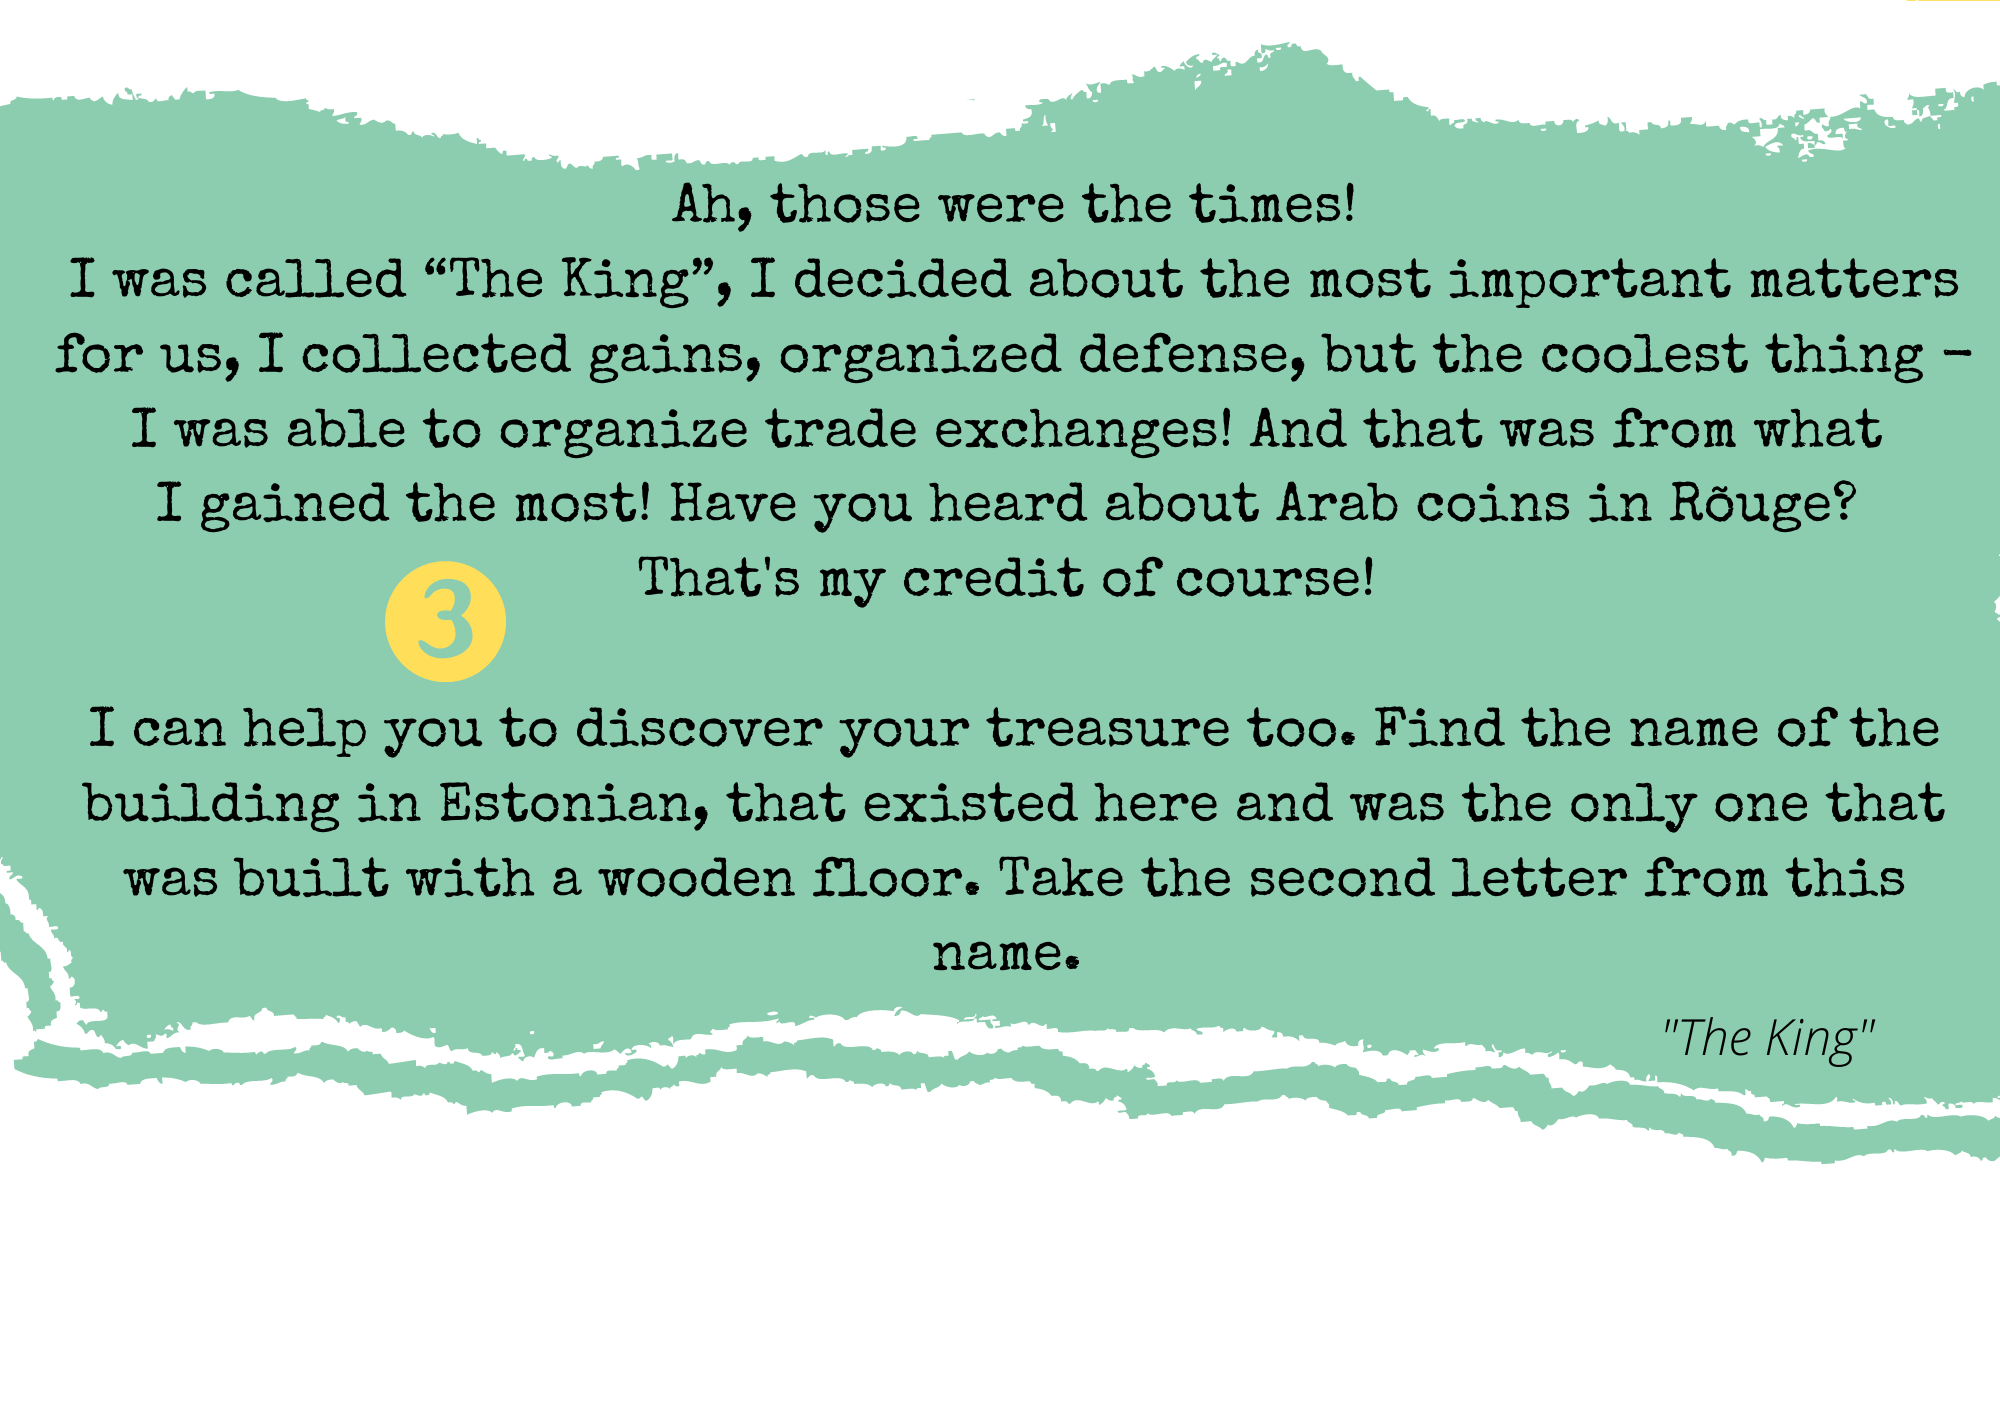 Ah, those were the times!
I was called “The King”, I decided about the most important matters
for us, I collected gains, organized defense, but the coolest thing –
I was able to organize trade exchanges! And that was from what
I gained the most! Have you heard about Arab coins in Rõuge?
That's my credit of course!
3
I can help you to discover your treasure too. Find the name of the
building in Estonian, that existed here and was the only one that
was built with a wooden floor. Take the second letter from this
name.
"The King"